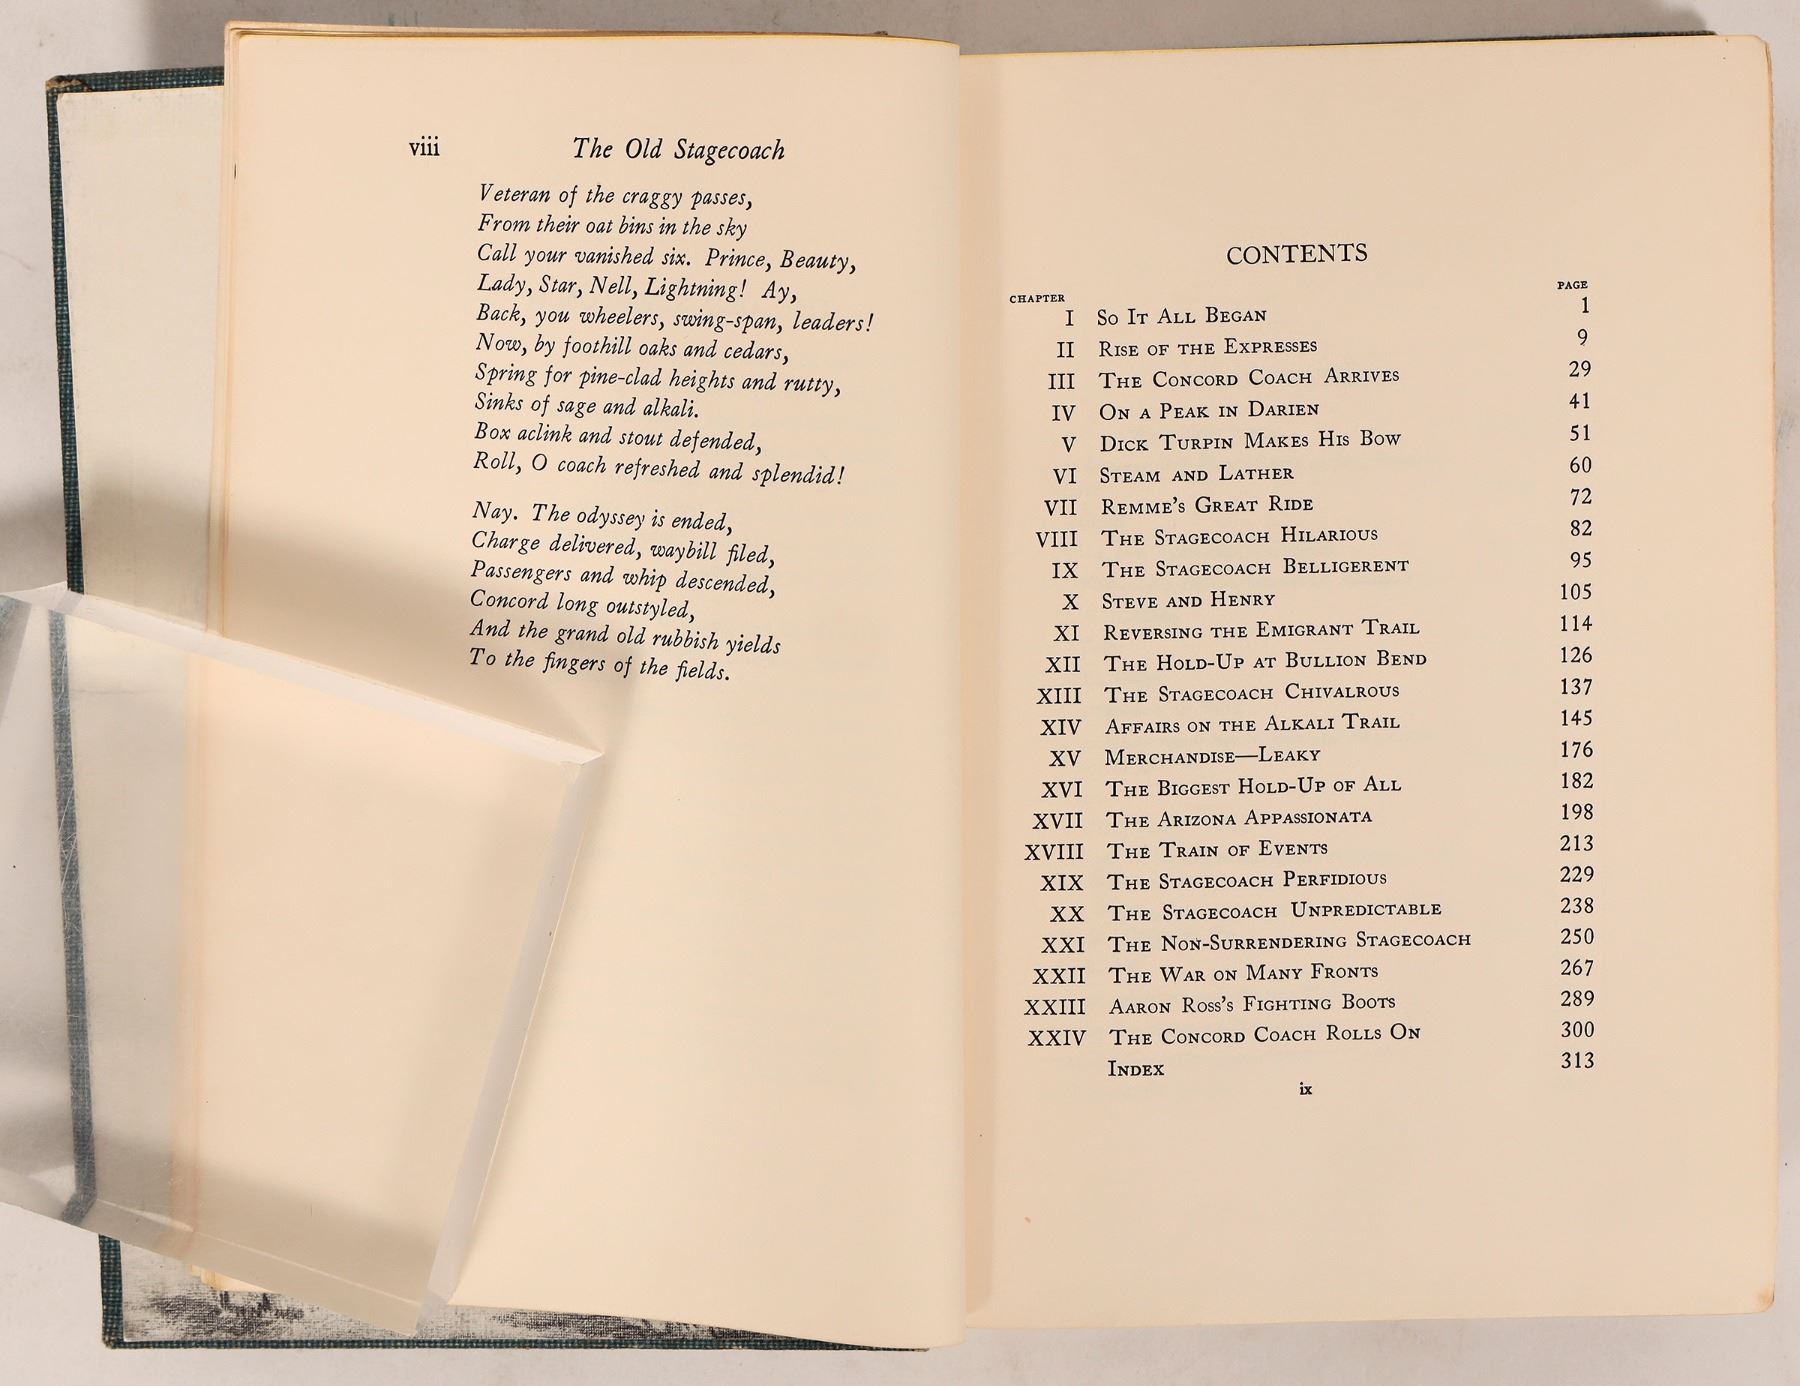 viii The Old Stagecoach
Veteran of the craggy passes,
From their oat bins in the sky
Call your vanished six. Prince, Beauty,
Lady, Star, Nell, Lightning! Ay,
Back, you wheelers, swing-span, leaders!
Now, by foothill oaks and cedars,
Spring for pine-clad heights and rutty,
Sinks of sage and alkali.
Box aclink and stout defended,
Roll, O coach refreshed and splendid!
Nay. The odyssey is ended,
Charge delivered, waybill filed,
Passengers and whip descended,
Concord long outstyled,
And the grand old rubbish yields
To the fingers of the fields.
CONTENTS
CHAPTER PAGE
I So It All Began 1
II Rise of the Expresses 9
III The Concord Coach Arrives 29
IV On a Peak in Darien 41
V Dick Turpin Makes His Bow 51
VI Steam and Lather 60
VII Remme's Great Ride 72
VIII The Stagecoach Hilarious 82
IX The Stagecoach Belligerent 95
X Steve and Henry 105
XI Reversing the Emigrant Trail 114
XII The Hold-Up at Bullion Bend 126
XIII The Stagecoach Chivalrous 137
XIV Affairs on the Alkali Trail 145
XV Merchandise—Leaky 176
XVI The Biggest Hold-Up of All 182
XVII The Arizona Appassionata 198
XVIII The Train of Events 213
XIX The Stagecoach Perfidious 229
XX The Stagecoach Unpredictable 238
XXI The Non-Surrendering Stagecoach 250
XXII The War on Many Fronts 267
XXIII Aaron Ross's Fighting Boots 289
XXIV The Concord Coach Rolls On 300
Index 313
ix